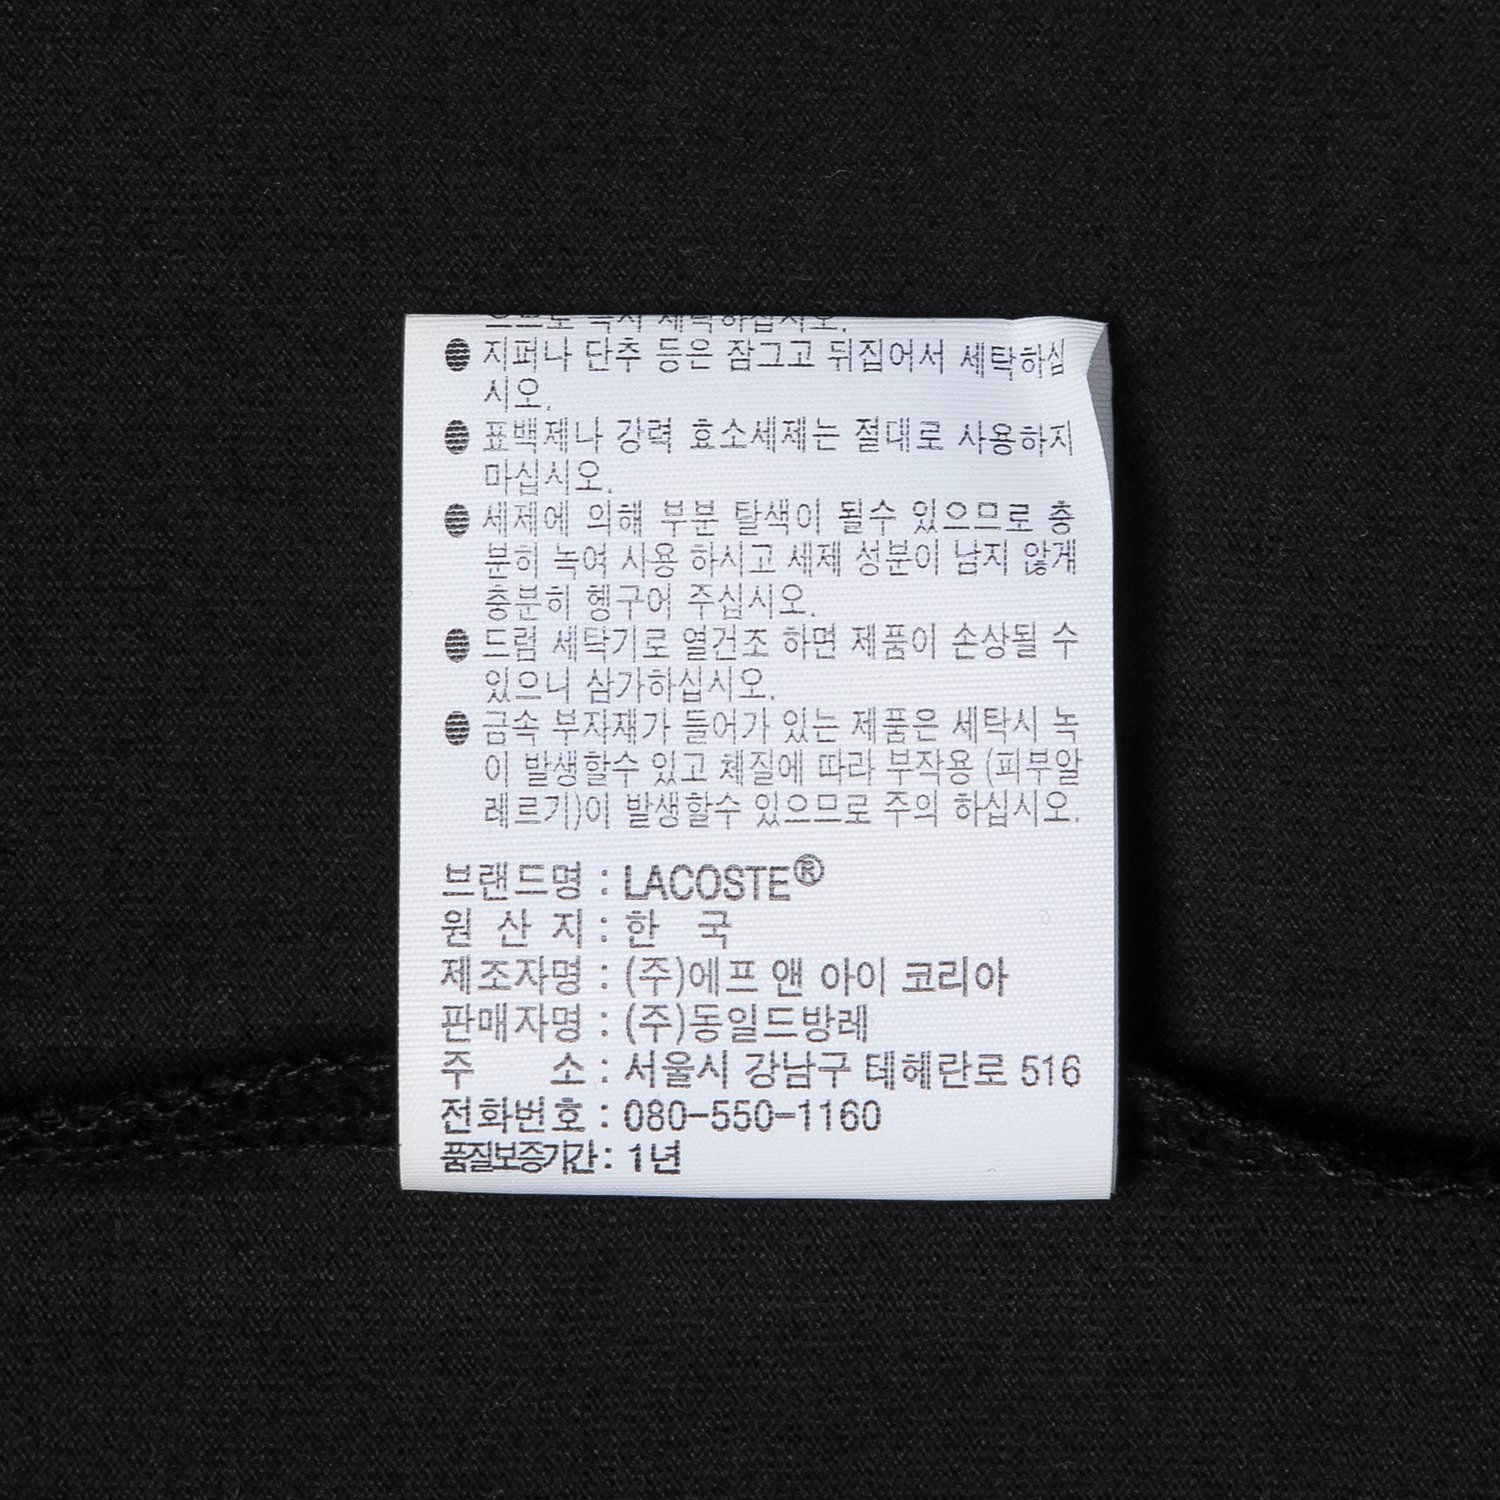 으므로 즉시 세탁하십시오.
지퍼나 단추 등은 잠그고 뒤집어서 세탁하십
시오.
표백제나 강력 효소세제는 절대로 사용하지
마십시오.
세제에 의해 부분 탈색이 될수 있으므로 충
분히 녹여 사용 하시고 세제 성분이 남지 않게
충분히 헹구어 주십시오.
드럼 세탁기로 열건조 하면 제품이 손상될 수
있으니 삼가하십시오.
금속 부자재가 들어가 있는 제품은 세탁시 녹
이 발생할수 있고 체질에 따라 부작용 (피부알
레르기)이 발생할수 있으므로 주의 하십시오.
브랜드명 : LACOSTE®
원 산 지 : 한 국
제조자명 : (주)에프 앤 아이 코리아
판매자명 : (주)동일드방레
주 소 : 서울시 강남구 테헤란로 516
전화번호 : 080-550-1160
품질보증기간 : 1년